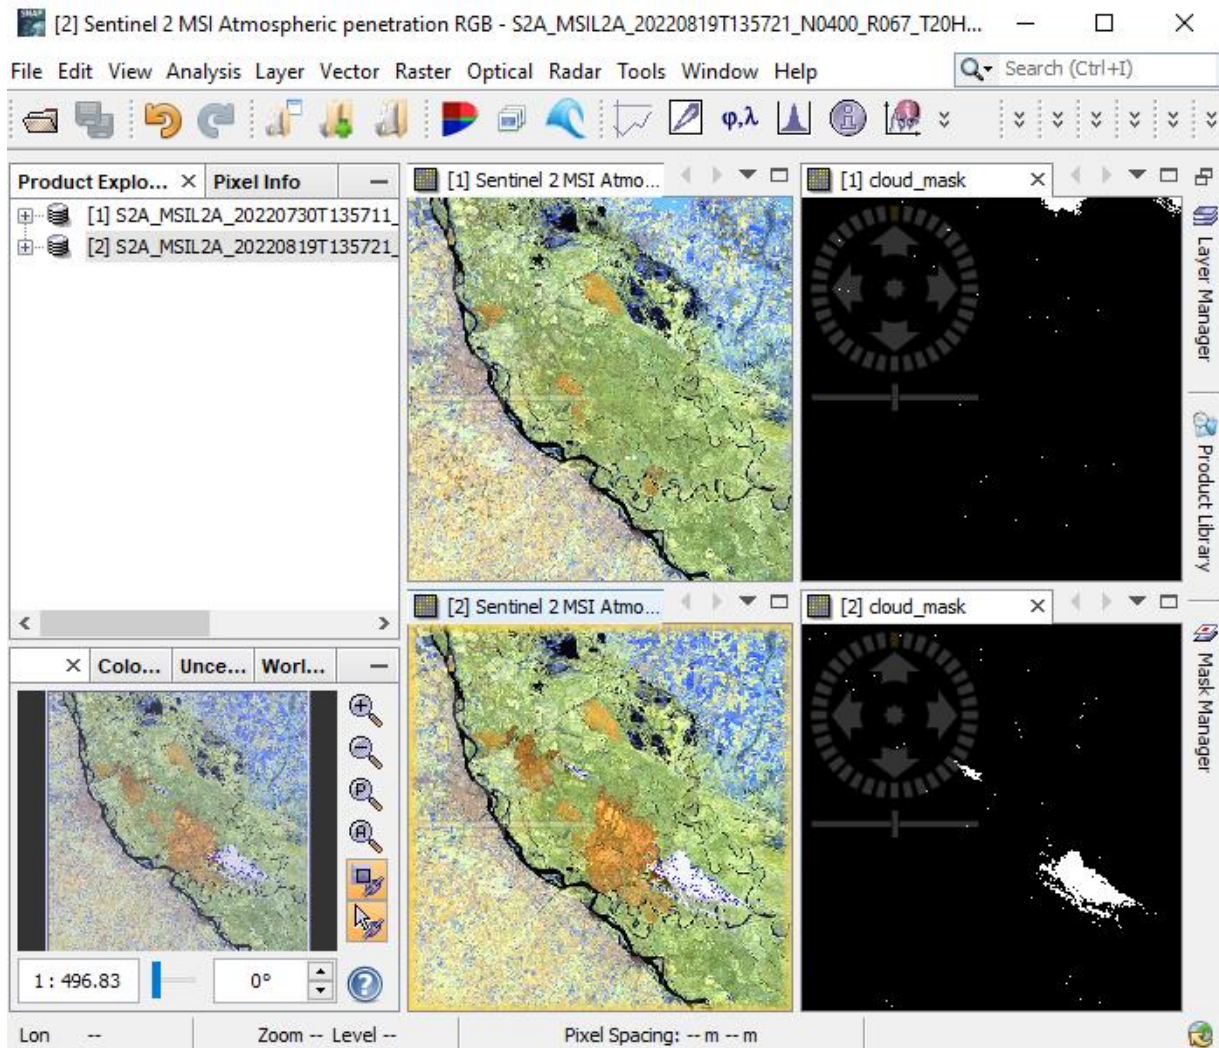 [2] Sentinel 2 MSI Atmospheric penetration RGB - S2A_MSIL2A_20220819T135721_N0400_R067_T20H...
File Edit View Analysis Layer Vector Raster Optical Radar Tools Window Help
Search (Ctrl+I)
φ,λ
Product Explo... × Pixel Info
[1] S2A_MSIL2A_20220730T135711_
[2] S2A_MSIL2A_20220819T135721_
[1] Sentinel 2 MSI Atmo...
[1] cloud_mask
[2] Sentinel 2 MSI Atmo...
[2] cloud_mask
Layer Manager
Product Library
Mask Manager
Colo... Unce... Worl...
1 : 496.83
0°
Lon -- Zoom -- Level -- Pixel Spacing: -- m -- m